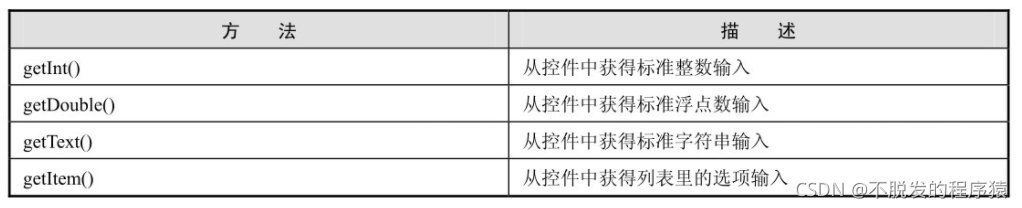 方 法 描 述
getInt() 从控件中获得标准整数输入
getDouble() 从控件中获得标准浮点数输入
getText() 从控件中获得标准字符串输入
getItem() 从控件中获得列表里的选项输入
CSDN @不脱发的程序猿